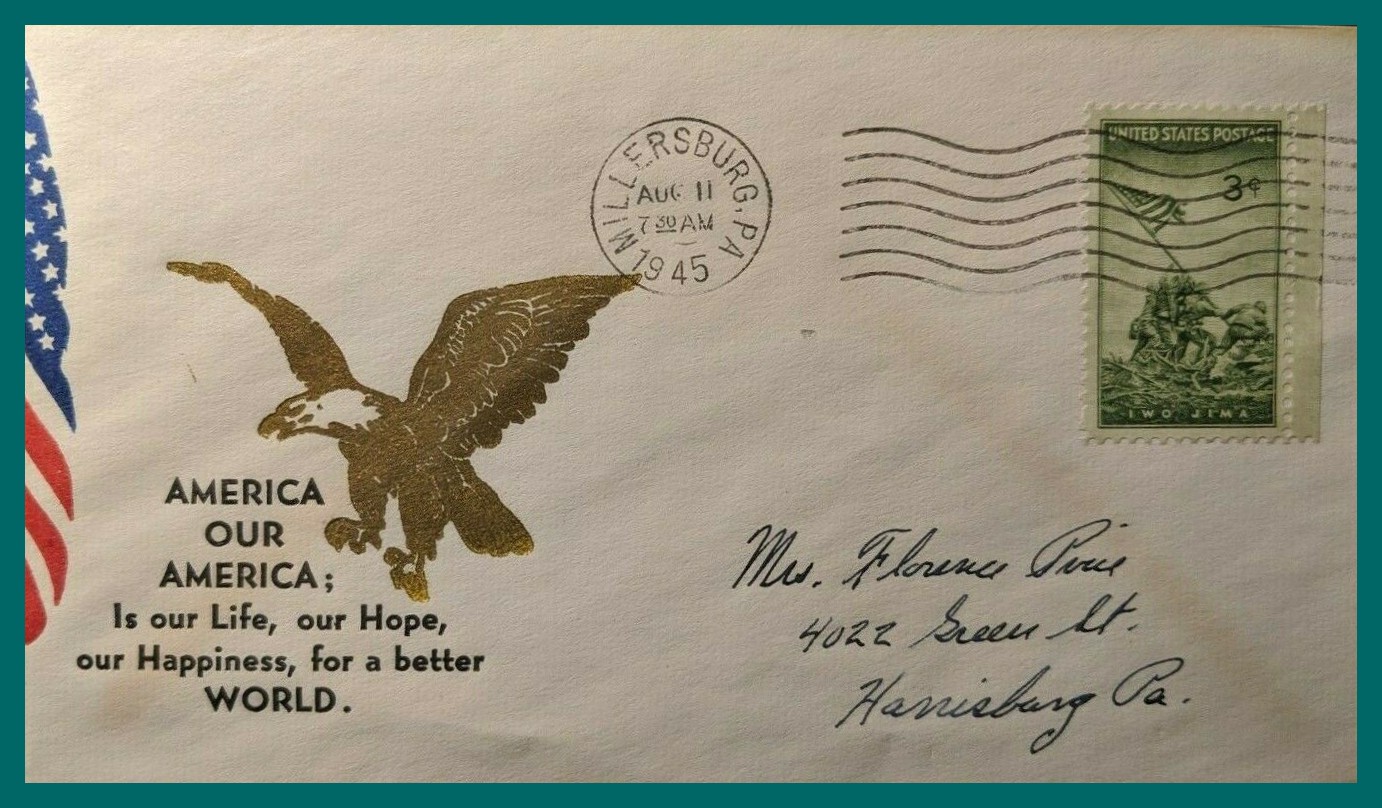 MILLERSBURG, PA
AUG 11
7 30 AM
1945
UNITED STATES POSTAGE
3¢
IWO JIMA
AMERICA
OUR
AMERICA;
Is our Life, our Hope,
our Happiness, for a better
WORLD.
Mrs. Florence
4022 Green St.
Harrisburg Pa.